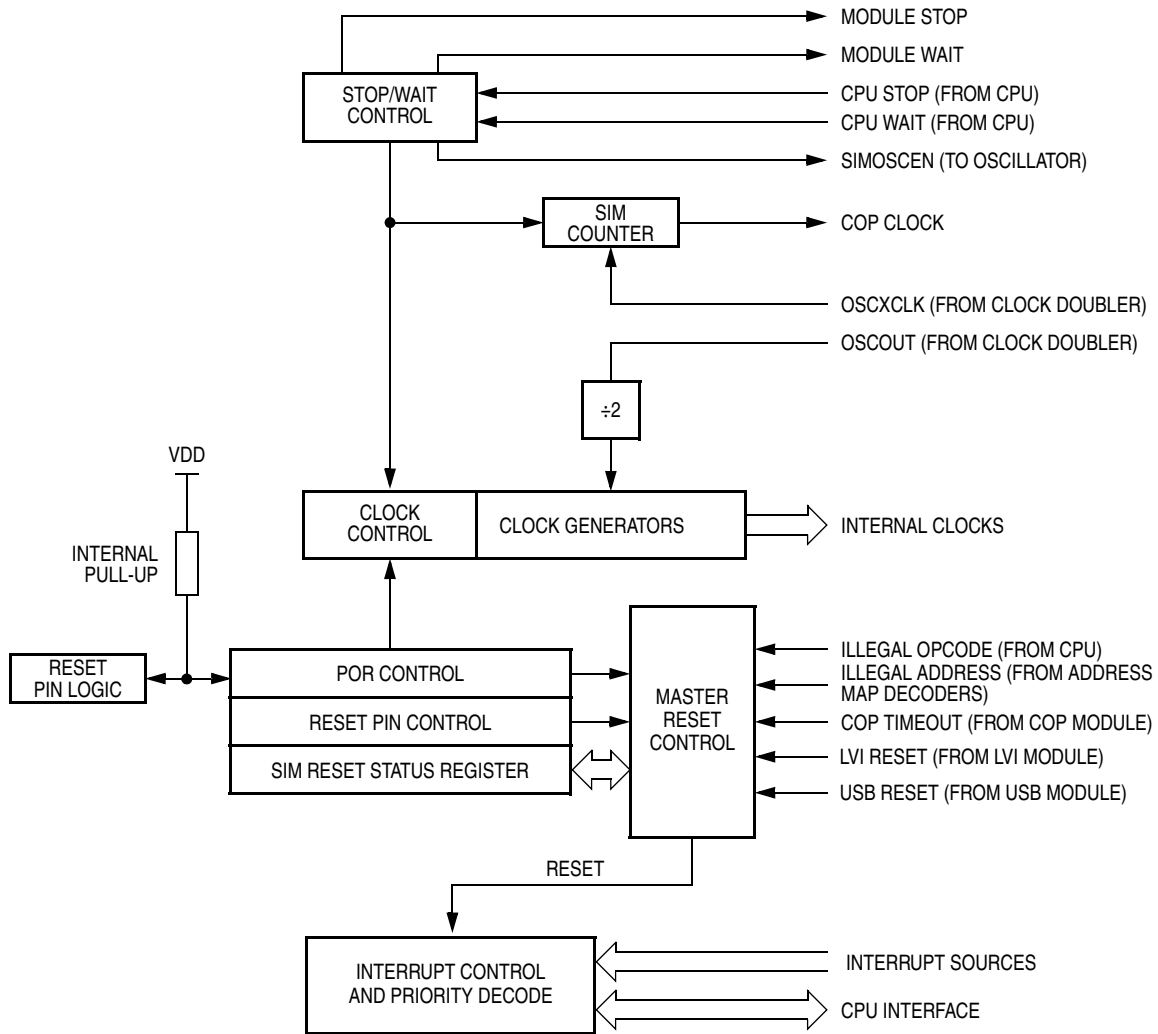 MODULE STOP
MODULE WAIT
STOP/WAIT
CONTROL
CPU STOP (FROM CPU)
CPU WAIT (FROM CPU)
SIMOSCEN (TO OSCILLATOR)
SIM
COUNTER
COP CLOCK
OSCXCLK (FROM CLOCK DOUBLER)
OSCOUT (FROM CLOCK DOUBLER)
÷2
VDD
CLOCK
CONTROL
CLOCK GENERATORS
INTERNAL CLOCKS
INTERNAL
PULL-UP
RESET
PIN LOGIC
POR CONTROL
RESET PIN CONTROL
SIM RESET STATUS REGISTER
MASTER
RESET
CONTROL
ILLEGAL OPCODE (FROM CPU)
ILLEGAL ADDRESS (FROM ADDRESS
MAP DECODERS)
COP TIMEOUT (FROM COP MODULE)
LVI RESET (FROM LVI MODULE)
USB RESET (FROM USB MODULE)
RESET
INTERRUPT CONTROL
AND PRIORITY DECODE
INTERRUPT SOURCES
CPU INTERFACE